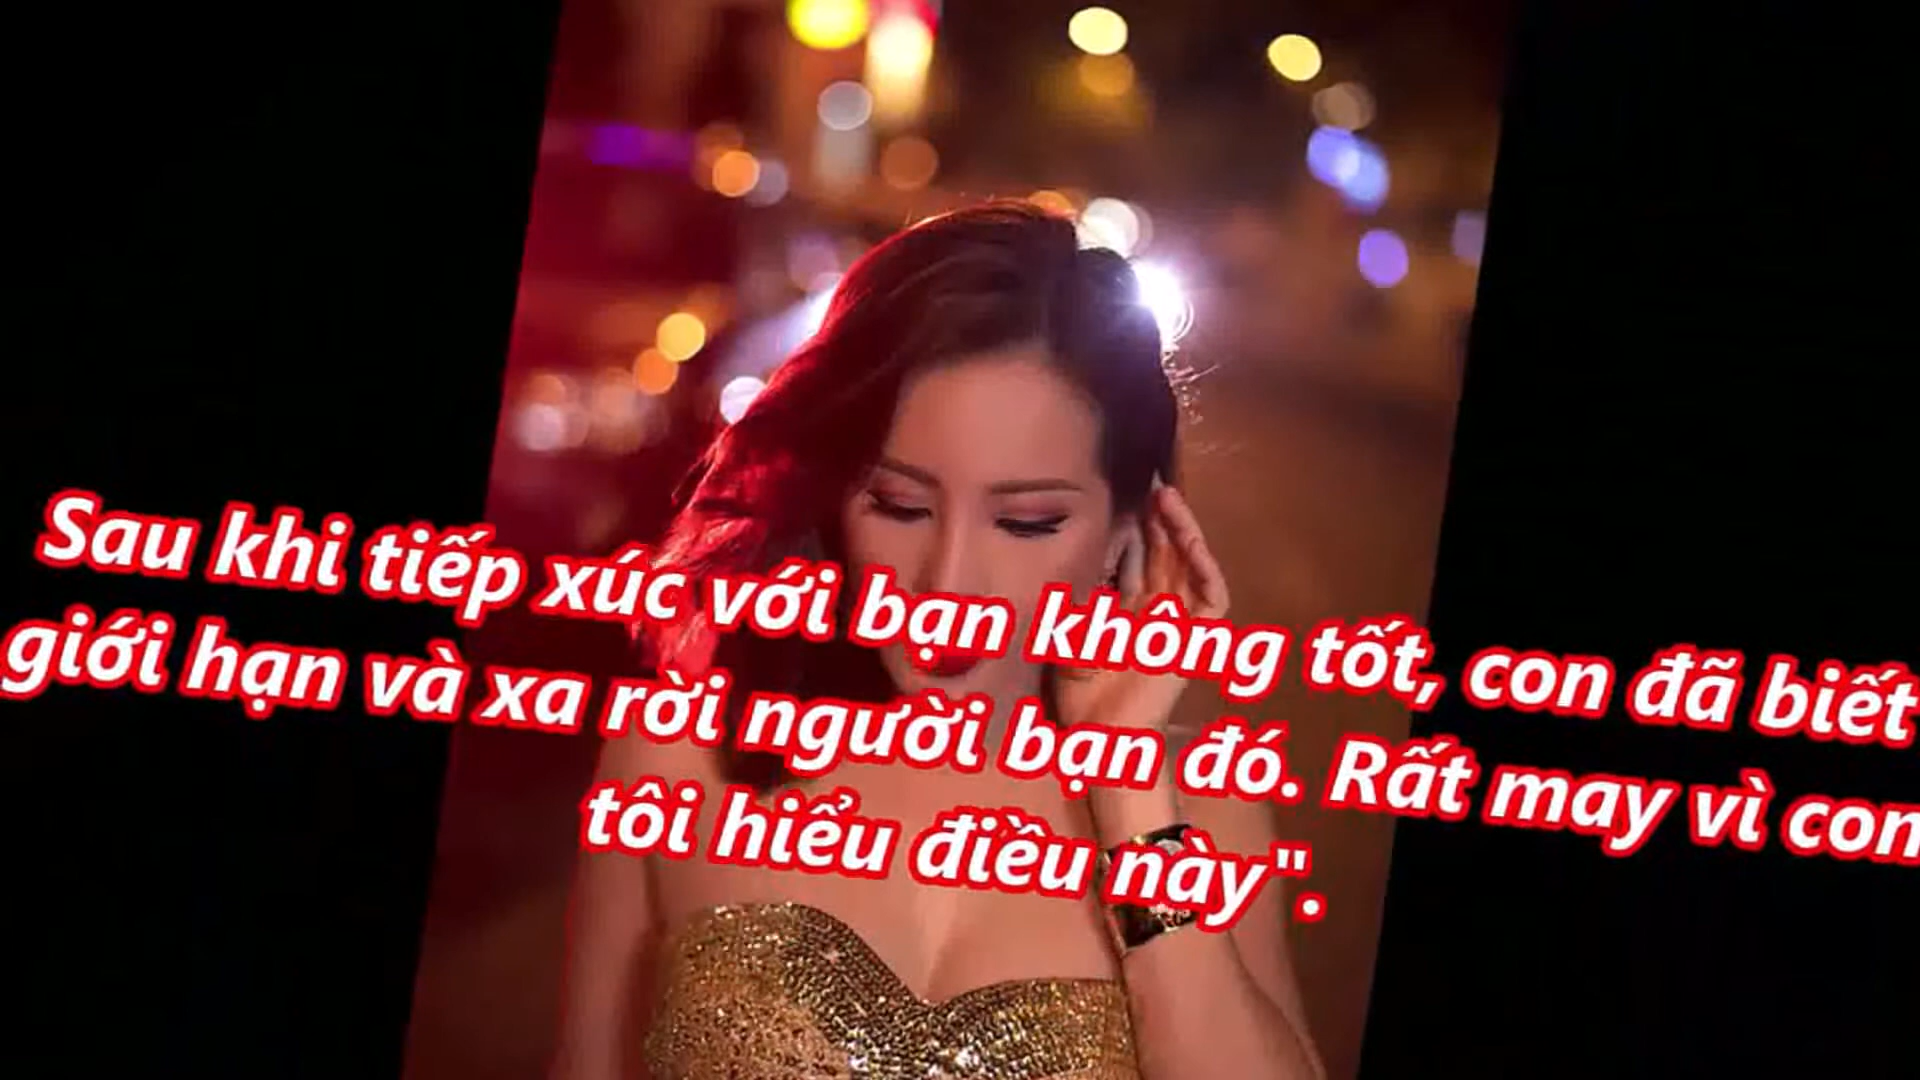 Sau khi tiếp xúc với bạn không tốt, con đã biết
giới hạn và xa rời người bạn đó. Rất may vì con
tôi hiểu điều này".